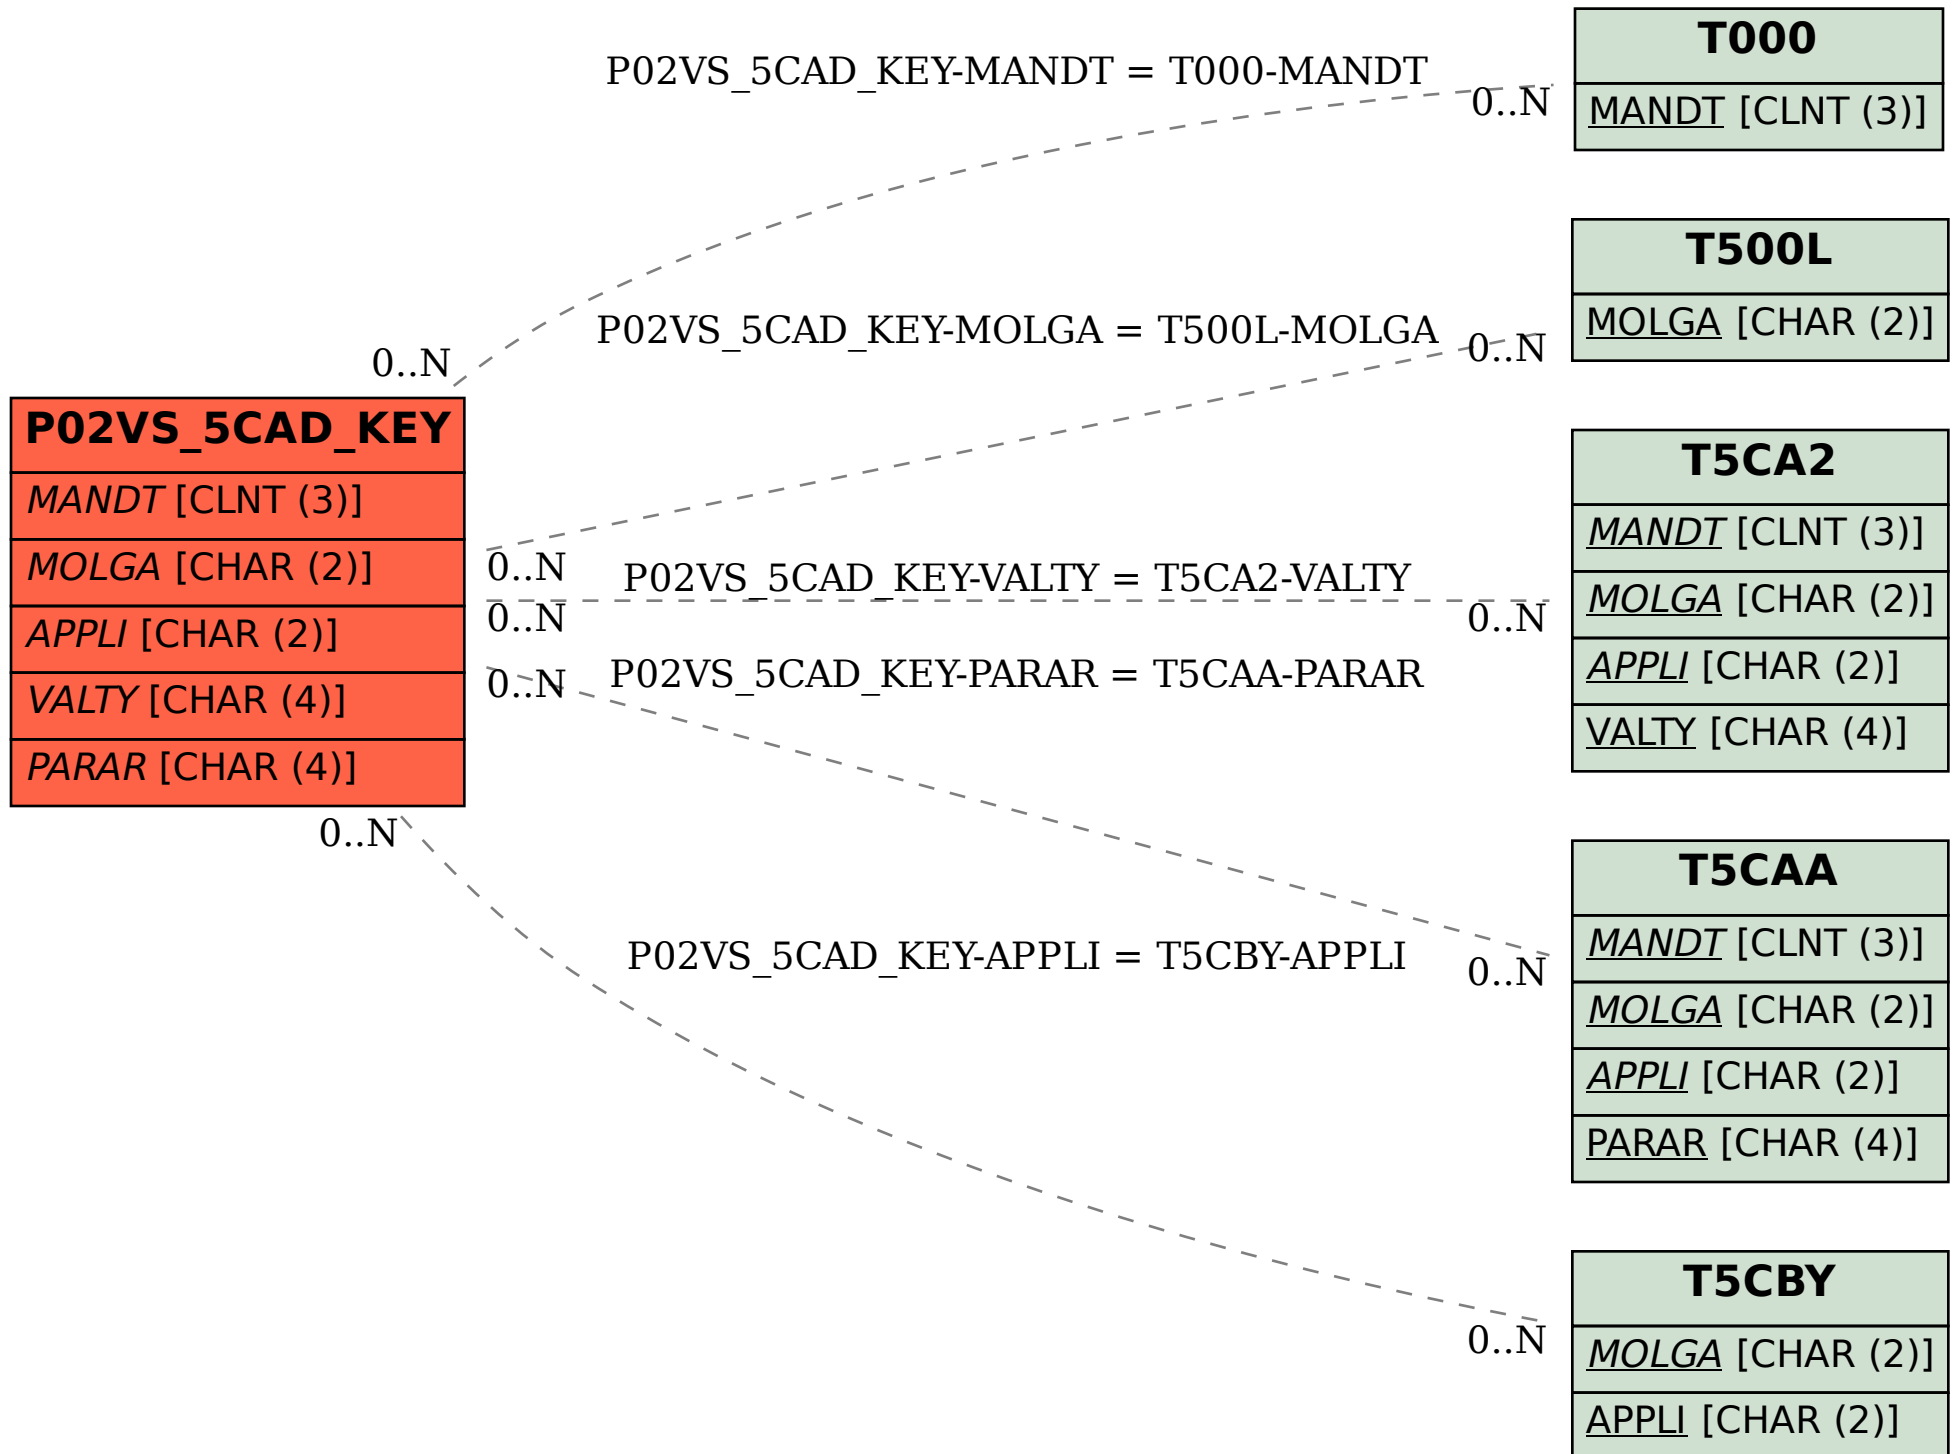 P02VS_5CAD_KEY
MANDT [CLNT (3)]
MOLGA [CHAR (2)]
APPLI [CHAR (2)]
VALTY [CHAR (4)]
PARAR [CHAR (4)]
P02VS_5CAD_KEY-MANDT = T000-MANDT
0..N
0..N
P02VS_5CAD_KEY-MOLGA = T500L-MOLGA
0..N
0..N
P02VS_5CAD_KEY-VALTY = T5CA2-VALTY
0..N
0..N
P02VS_5CAD_KEY-PARAR = T5CAA-PARAR
0..N
0..N
P02VS_5CAD_KEY-APPLI = T5CBY-APPLI
0..N
0..N
T000
MANDT [CLNT (3)]
T500L
MOLGA [CHAR (2)]
T5CA2
MANDT [CLNT (3)]
MOLGA [CHAR (2)]
APPLI [CHAR (2)]
VALTY [CHAR (4)]
T5CAA
MANDT [CLNT (3)]
MOLGA [CHAR (2)]
APPLI [CHAR (2)]
PARAR [CHAR (4)]
T5CBY
MOLGA [CHAR (2)]
APPLI [CHAR (2)]